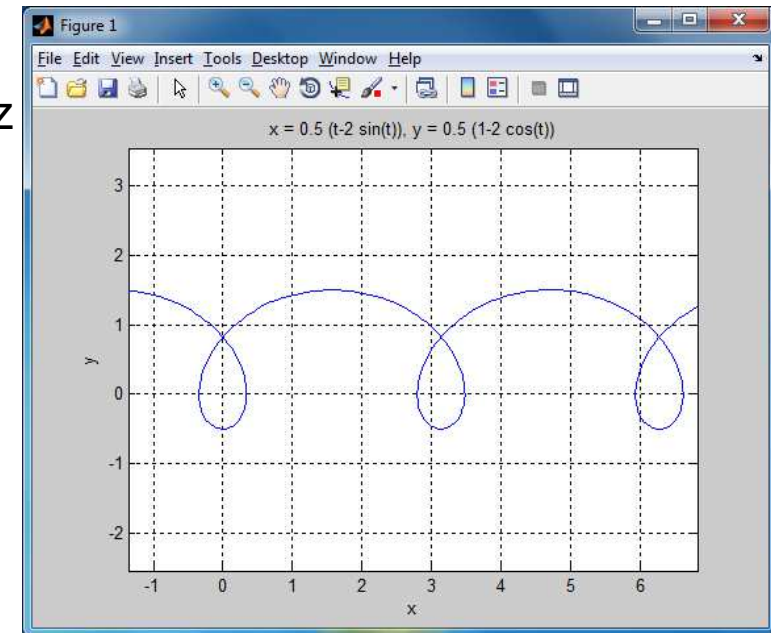 z
Figure 1
File Edit View Insert Tools Desktop Window Help
x = 0.5 (t-2 sin(t)), y = 0.5 (1-2 cos(t))
3
2
1
0
-1
-2
y
-1 0 1 2 3 4 5 6
x